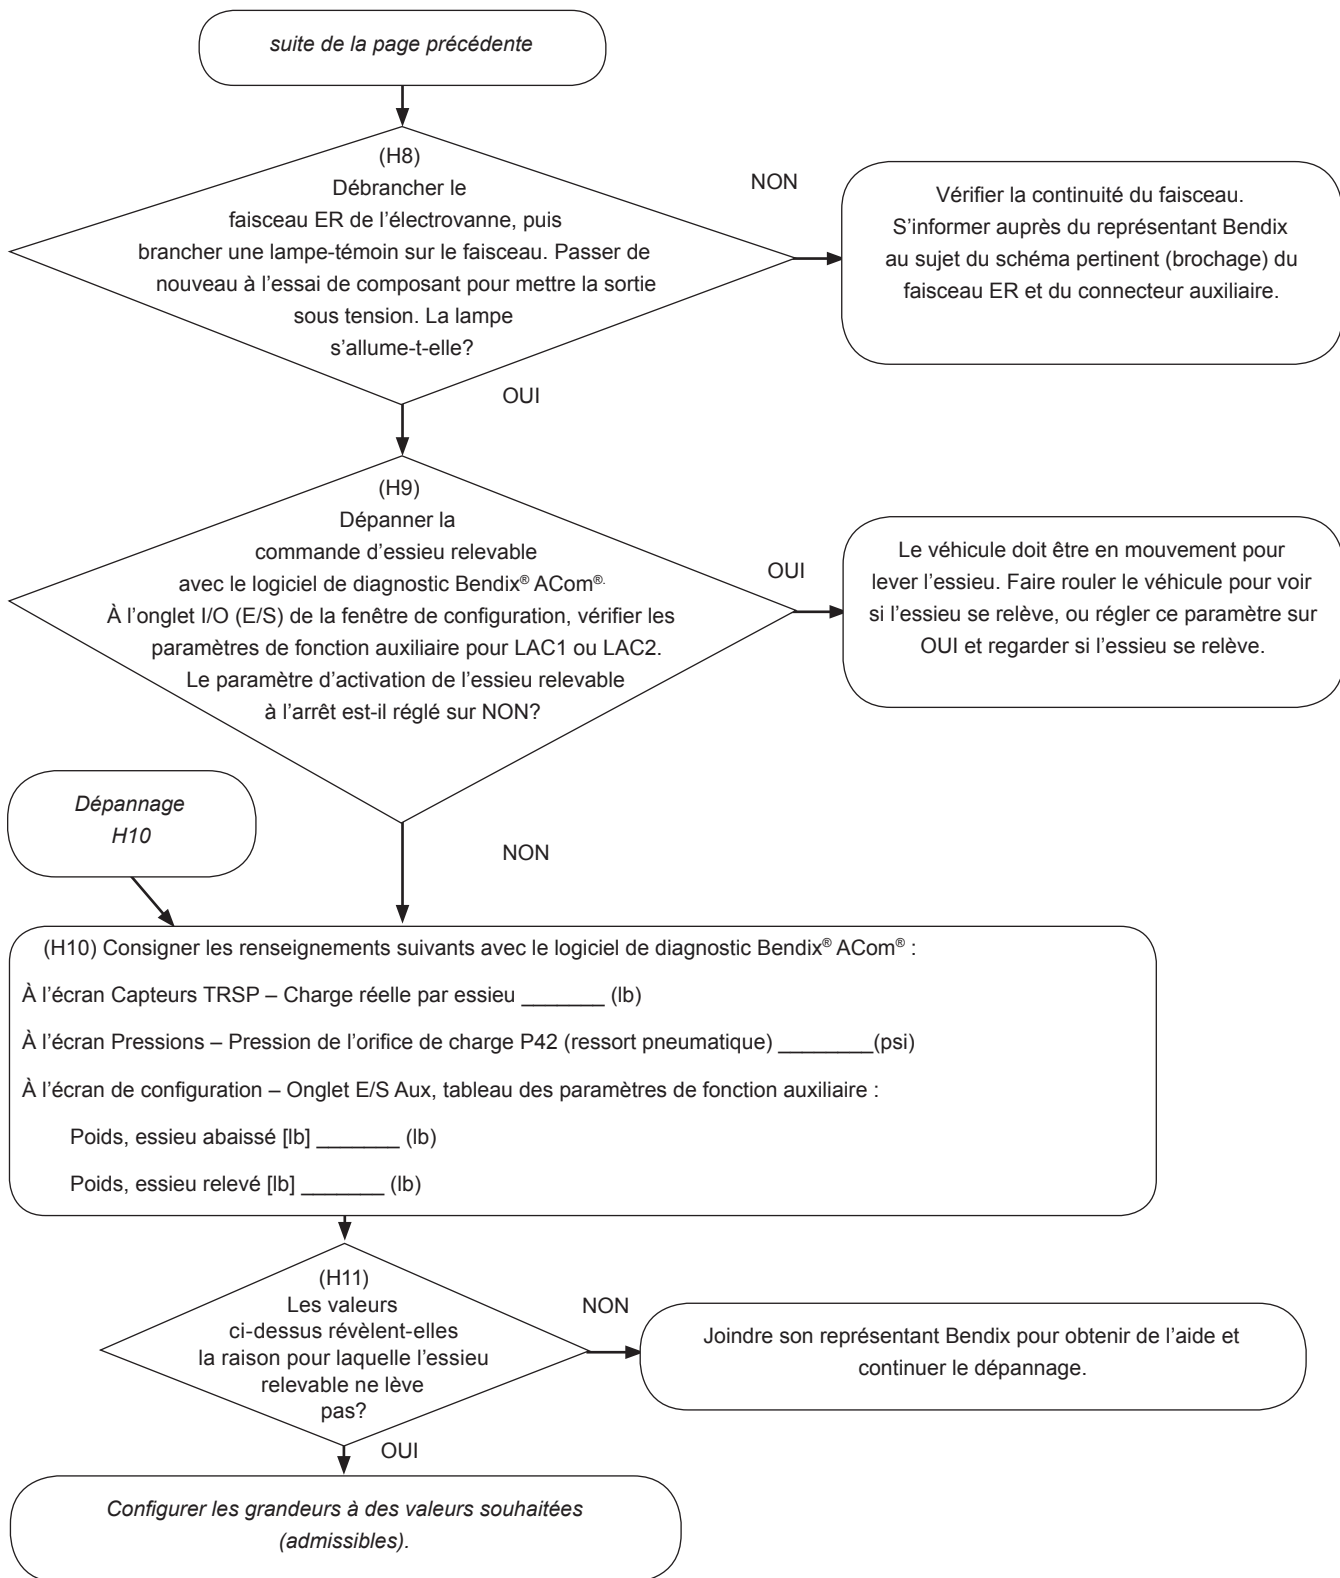 suite de la page précédente
(H8)
Débrancher le
faisceau ER de l’électrovanne, puis
brancher une lampe-témoin sur le faisceau. Passer de
nouveau à l’essai de composant pour mettre la sortie
sous tension. La lampe
s’allume-t-elle?
NON
Vérifier la continuité du faisceau.
S’informer auprès du représentant Bendix
au sujet du schéma pertinent (brochage) du
faisceau ER et du connecteur auxiliaire.
OUI
(H9)
Dépanner la
commande d’essieu relevable
avec le logiciel de diagnostic Bendix® ACom®.
À l’onglet I/O (E/S) de la fenêtre de configuration, vérifier les
paramètres de fonction auxiliaire pour LAC1 ou LAC2.
Le paramètre d’activation de l’essieu relevable
à l’arrêt est-il réglé sur NON?
OUI
Le véhicule doit être en mouvement pour
lever l’essieu. Faire rouler le véhicule pour voir
si l’essieu se relève, ou régler ce paramètre sur
OUI et regarder si l’essieu se relève.
Dépannage
H10
NON
(H10) Consigner les renseignements suivants avec le logiciel de diagnostic Bendix® ACom® :
À l’écran Capteurs TRSP – Charge réelle par essieu _______ (lb)
À l’écran Pressions – Pression de l’orifice de charge P42 (ressort pneumatique) ________(psi)
À l’écran de configuration – Onglet E/S Aux, tableau des paramètres de fonction auxiliaire :
Poids, essieu abaissé [lb] _______ (lb)
Poids, essieu relevé [lb] _______ (lb)
(H11)
Les valeurs
ci-dessus révèlent-elles
la raison pour laquelle l’essieu
relevable ne lève
pas?
NON
Joindre son représentant Bendix pour obtenir de l’aide et
continuer le dépannage.
OUI
Configurer les grandeurs à des valeurs souhaitées
(admissibles).